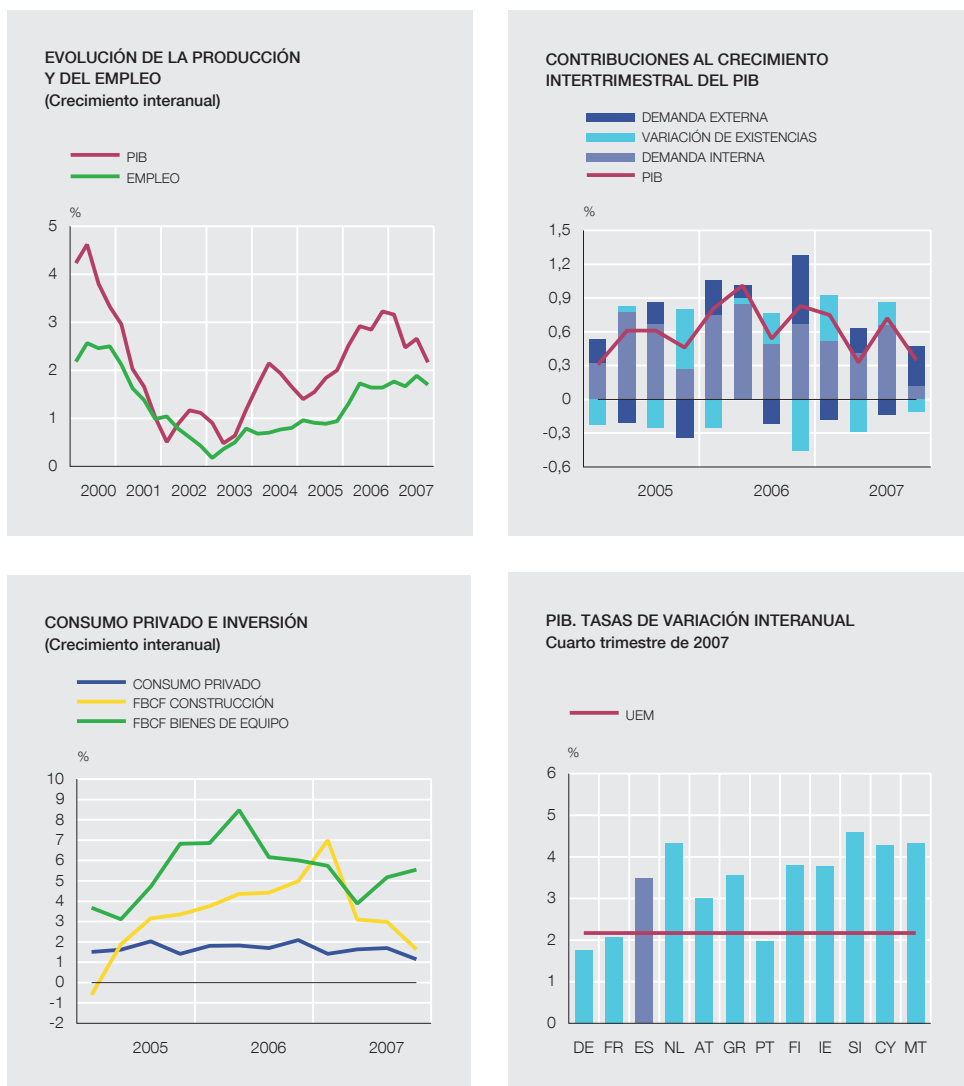 EVOLUCIÓN DE LA PRODUCCIÓN
Y DEL EMPLEO
(Crecimiento interanual)
PIB
EMPLEO
%
5
4
3
2
1
0
2000 2001 2002 2003 2004 2005 2006 2007
CONTRIBUCIONES AL CRECIMIENTO
INTERTRIMESTRAL DEL PIB
DEMANDA EXTERNA
VARIACIÓN DE EXISTENCIAS
DEMANDA INTERNA
PIB
%
1,5
1,2
0,9
0,6
0,3
0
-0,3
-0,6
2005 2006 2007
CONSUMO PRIVADO E INVERSIÓN
(Crecimiento interanual)
CONSUMO PRIVADO
FBCF CONSTRUCCIÓN
FBCF BIENES DE EQUIPO
%
10
9
8
7
6
5
4
3
2
1
0
-1
-2
2005 2006 2007
PIB. TASAS DE VARIACIÓN INTERANUAL
Cuarto trimestre de 2007
UEM
%
6
5
4
3
2
1
0
DE FR ES NL AT GR PT FI IE SI CY MT